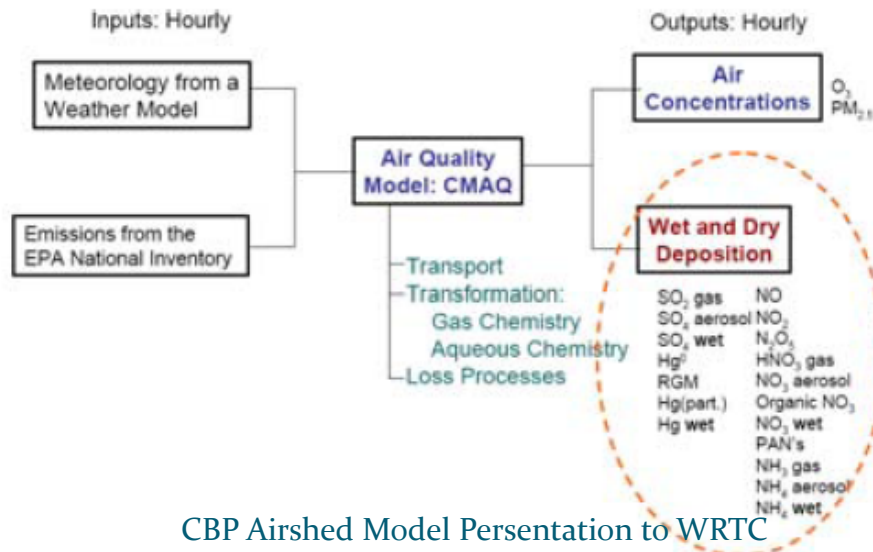 Inputs: Hourly
Outputs: Hourly
Meteorology from a
Weather Model
Emissions from the
EPA National Inventory
Air Quality
Model: CMAQ
Transport
Transformation:
Gas Chemistry
Aqueous Chemistry
Loss Processes
Air
Concentrations
O₃
PM₂.₅
Wet and Dry
Deposition
SO₂ gas
SO₄ aerosol
SO₄ wet
Hg⁰
RGM
Hg(part.)
Hg wet
NO
NO₂
N₂O₅
HNO₃ gas
NO₃ aerosol
Organic NO₃
NO₃ wet
PAN's
NH₃ gas
NH₄ aerosol
NH₄ wet
CBP Airshed Model Persentation to WRTC